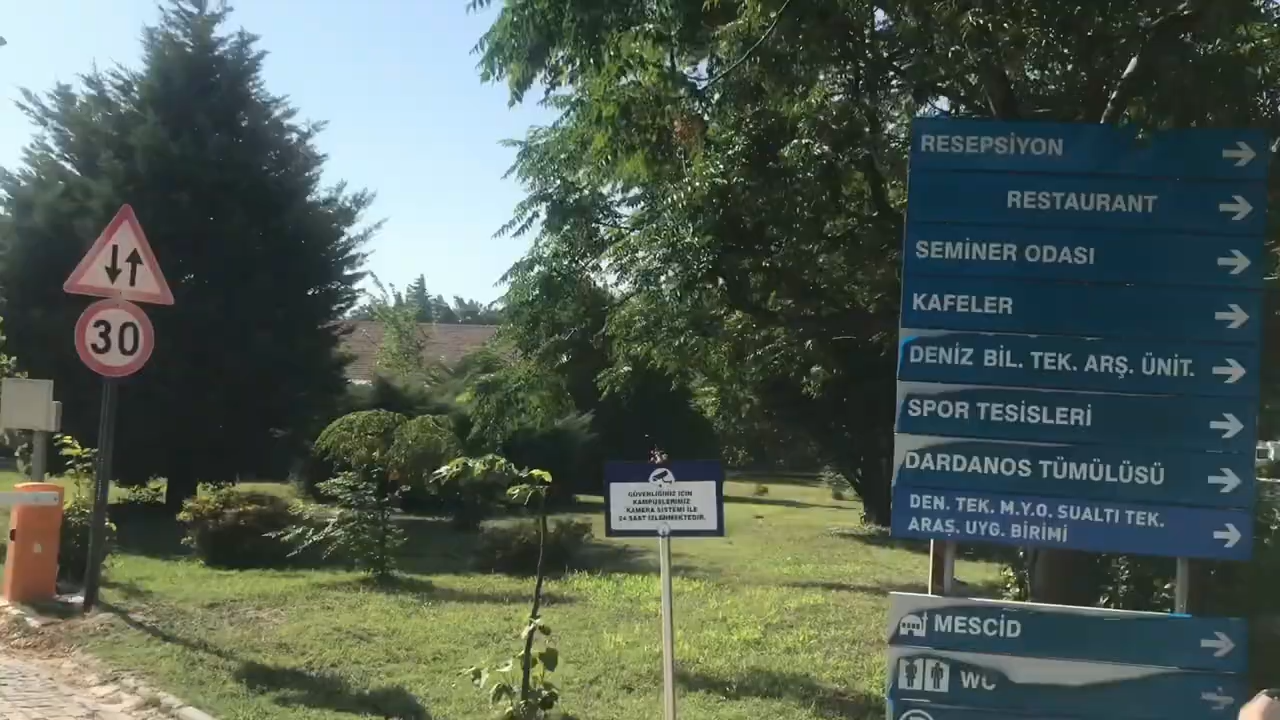 30
GÜVENLİĞİNİZ İÇİN
KAMPÜSLERİMİZ
KAMERA SİSTEMİ İLE
24 SAAT İZLENMEKTEDİR.
RESEPSİYON
RESTAURANT
SEMİNER ODASI
KAFELER
DENİZ BİL. TEK. ARŞ. ÜNİT.
SPOR TESİSLERİ
DARDANOS TÜMÜLÜSÜ
DEN. TEK. M.Y.O. SUALTI TEK.
ARAŞ. UYG. BİRİMİ
MESCİD
WC